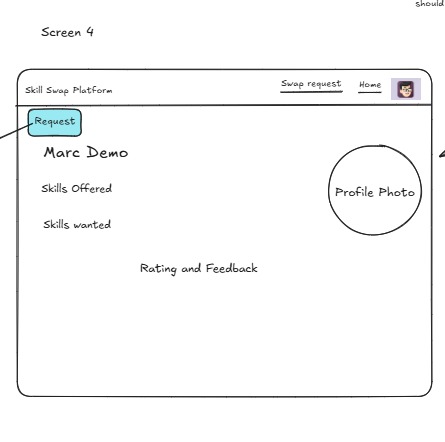 should
Screen 4
Skill Swap Platform
Swap request
Home
Request
Marc Demo
Skills Offered
Profile Photo
Skills wanted
Rating and Feedback